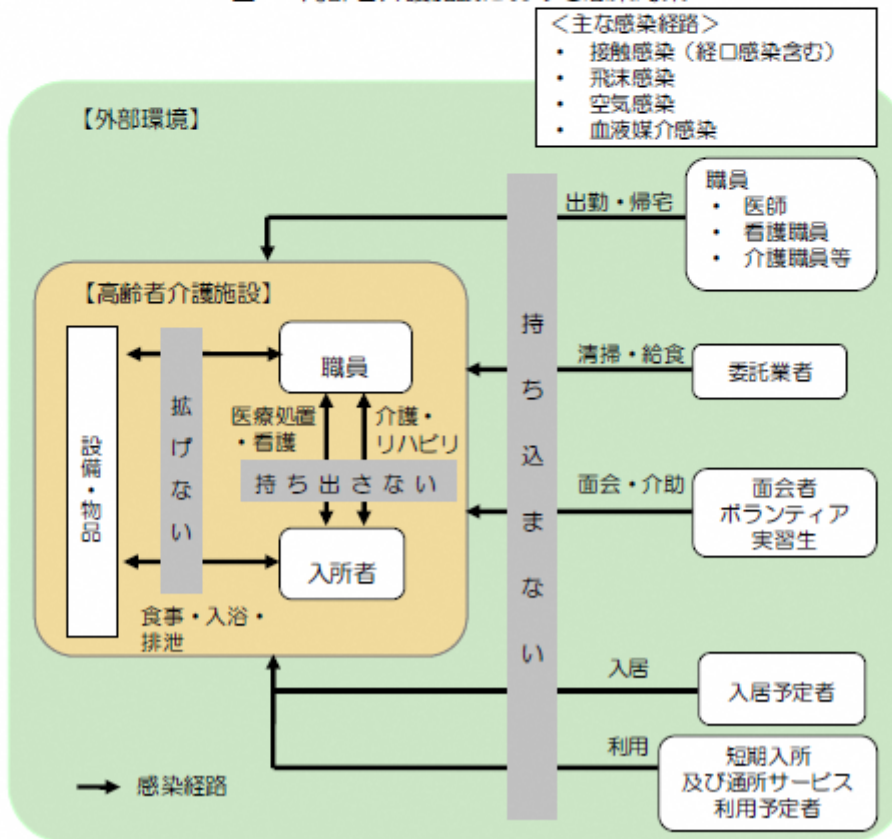 ＜主な感染経路＞
・ 接触感染（経口感染含む）
・ 飛沫感染
・ 空気感染
・ 血液媒介感染
【外部環境】
職員
・ 医師
・ 看護職員
・ 介護職員等
出勤・帰宅
【高齢者介護施設】
持ち込まない
職員
清掃・給食
委託業者
拡げない
医療処置
・看護
介護・
リハビリ
設備・物品
持ち出さない
面会・介助
面会者
ボランティア
実習生
入所者
食事・入浴・
排泄
入居
入居予定者
利用
短期入所
及び通所サービス
利用予定者
感染経路